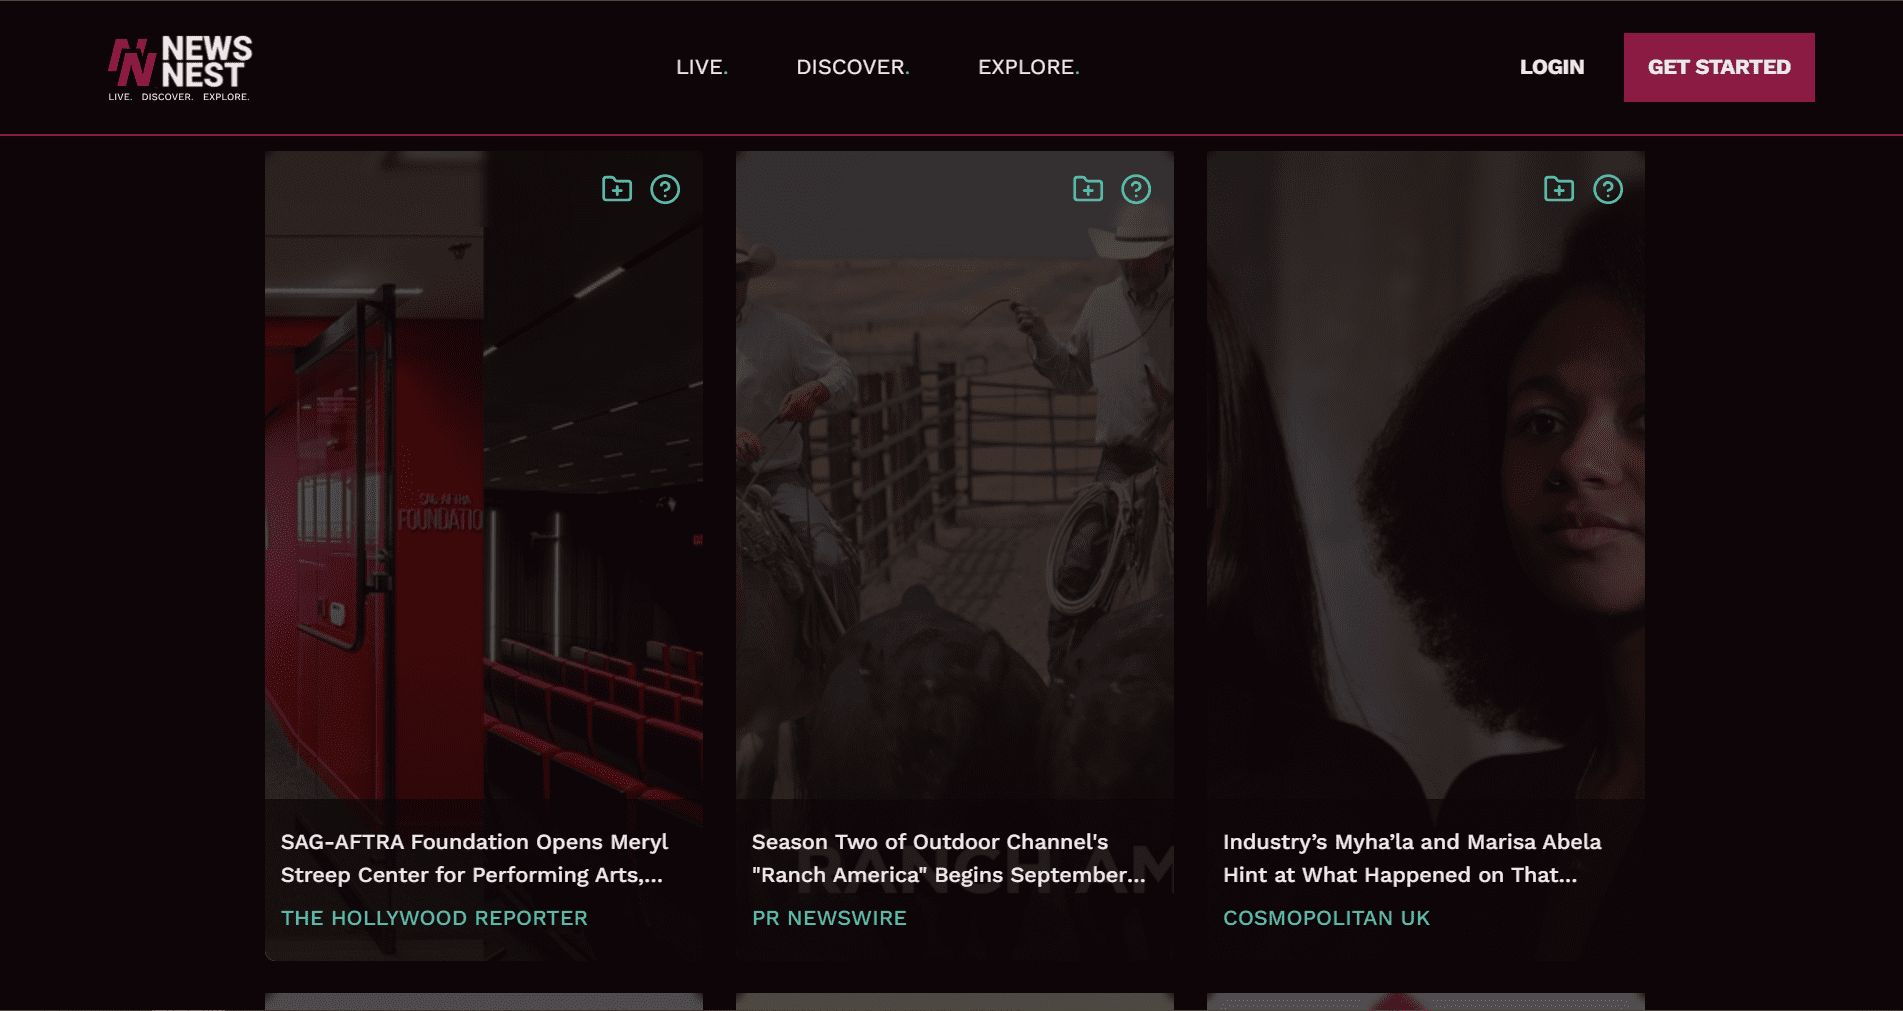 NEWS
NEST
LIVE. DISCOVER. EXPLORE.
LIVE. DISCOVER. EXPLORE.
LOGIN GET STARTED
SAG-AFTRA
FOUNDATIO
SAG-AFTRA Foundation Opens Meryl
Streep Center for Performing Arts,...
THE HOLLYWOOD REPORTER
RANCH AM
Season Two of Outdoor Channel's
"Ranch America" Begins September...
PR NEWSWIRE
Industry’s Myha’la and Marisa Abela
Hint at What Happened on That...
COSMOPOLITAN UK